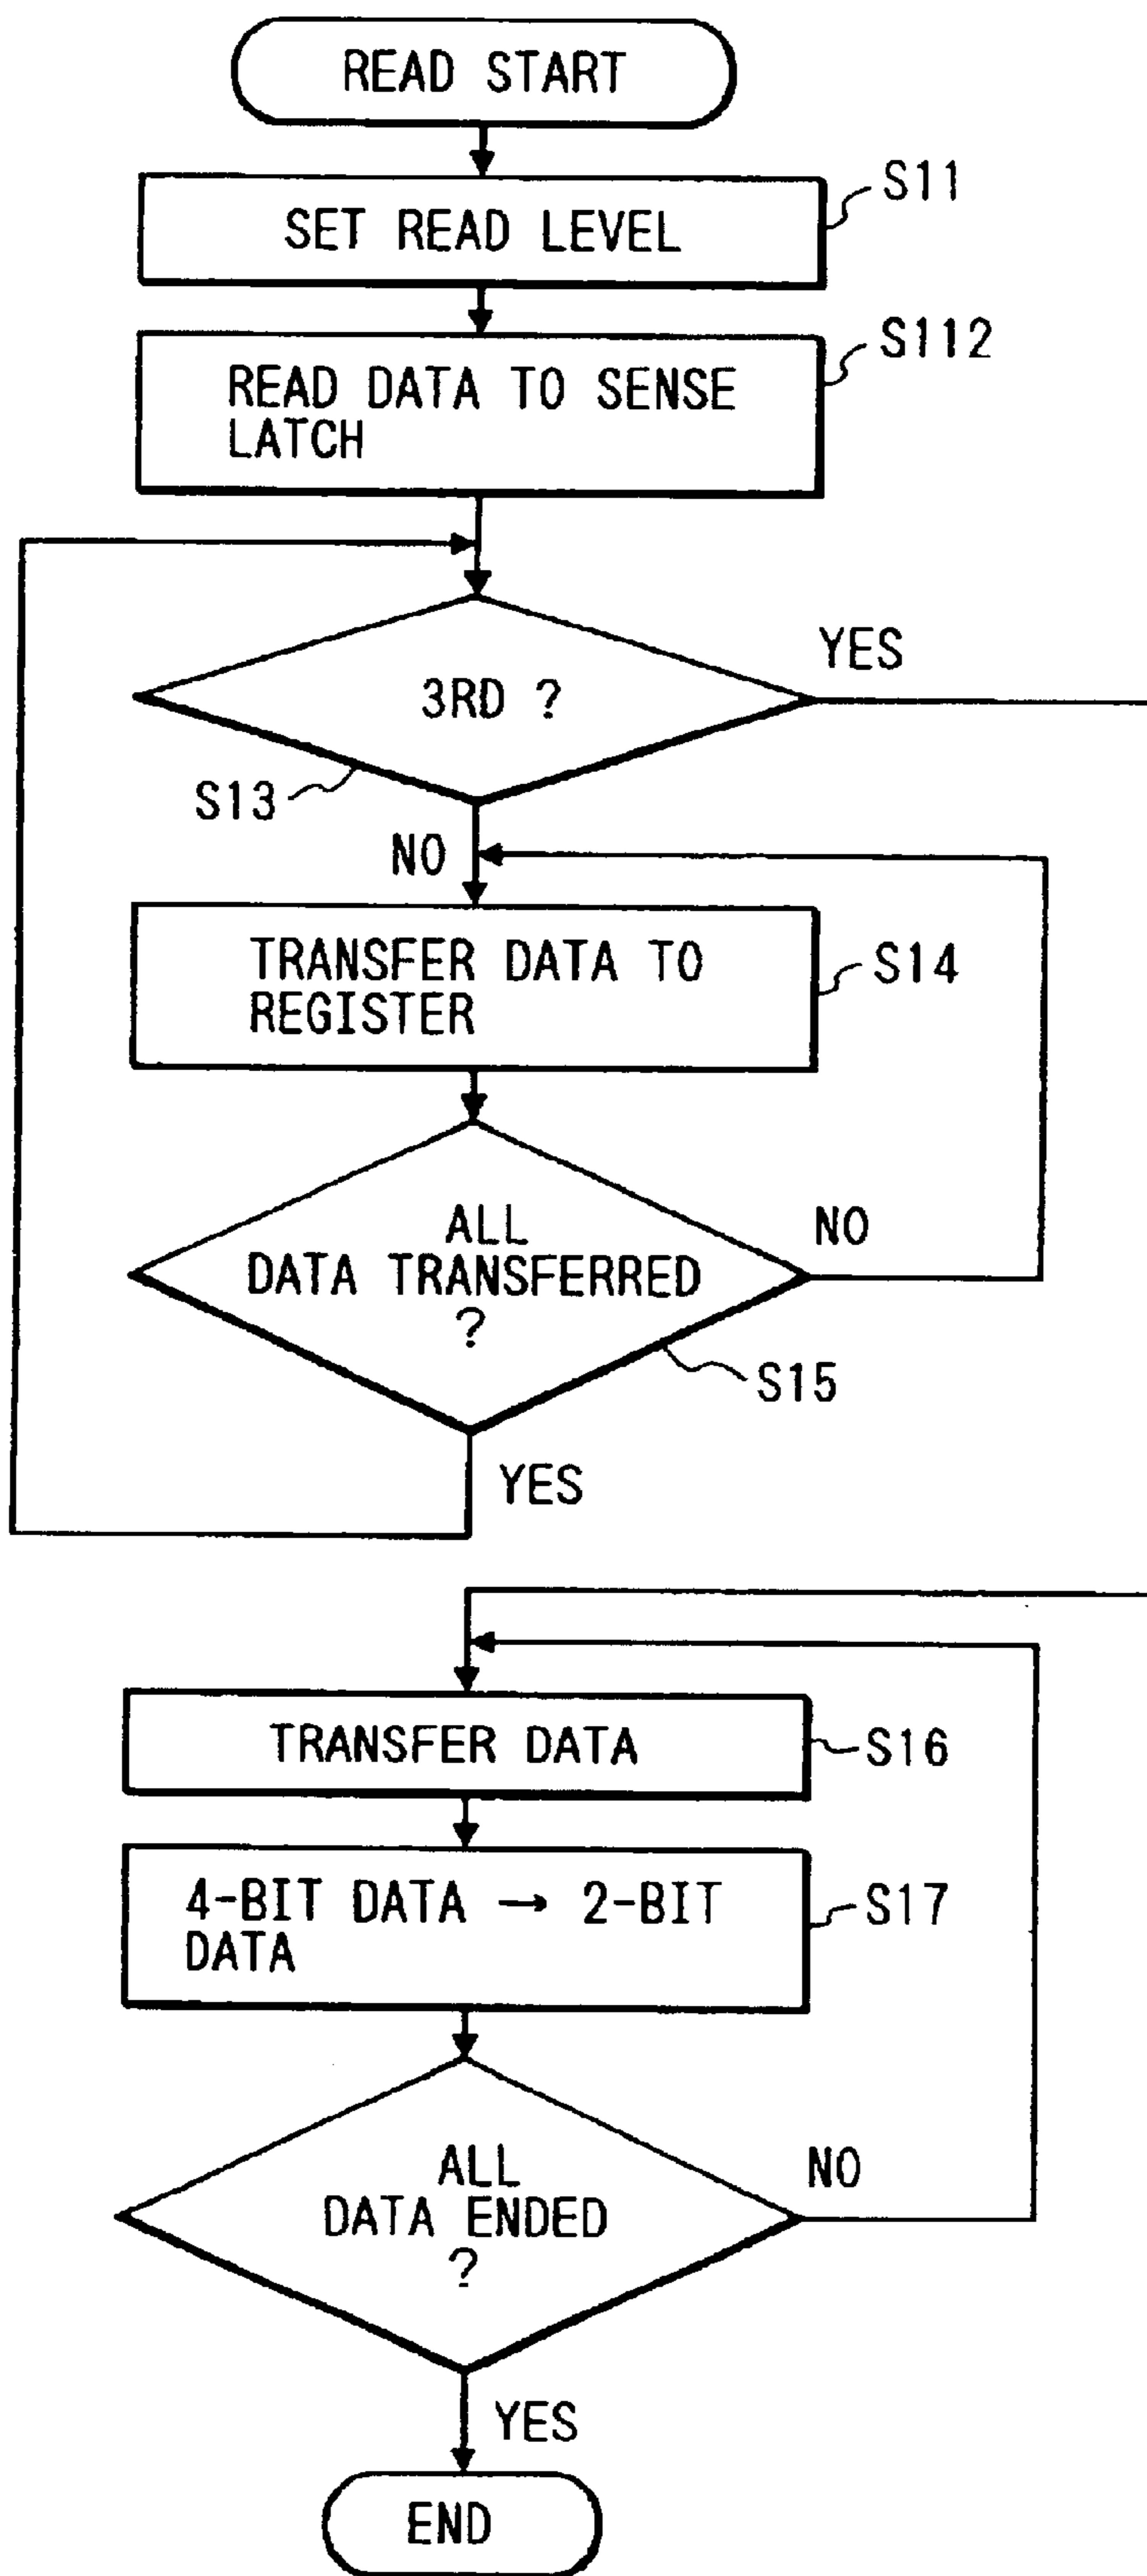 READ START
SET READ LEVEL
S11
READ DATA TO SENSE
LATCH
S112
3RD ?
YES
S13
NO
TRANSFER DATA TO
REGISTER
S14
ALL
DATA TRANSFERRED
?
NO
S15
YES
TRANSFER DATA
S16
4-BIT DATA → 2-BIT
DATA
S17
ALL
DATA ENDED
?
NO
YES
END